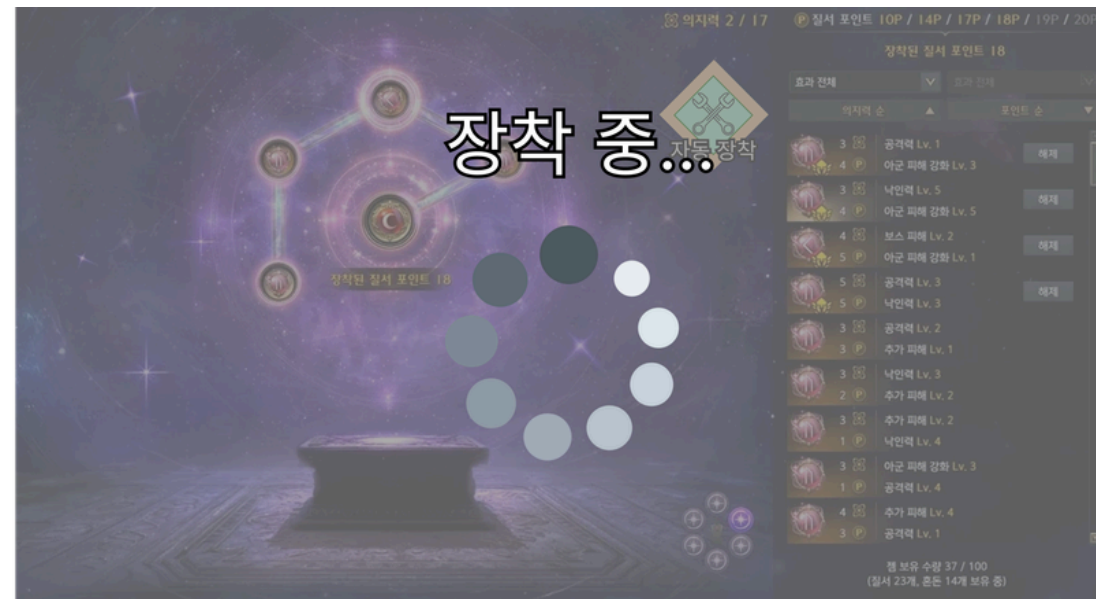 의지력 2 / 17
질서 포인트 10P / 14P / 17P / 18P / 19P / 20P
장착된 질서 포인트 18
효과 전체
효과 전체
의지력 순
포인트 순
장착 중...
자동 장착
장착된 질서 포인트 18
3 공격력 Lv. 1
4 P 아군 피해 강화 Lv. 3
해제
3 낙인력 Lv. 5
4 P 아군 피해 강화 Lv. 5
해제
4 보스 피해 Lv. 2
5 P 아군 피해 강화 Lv. 1
해제
5 공격력 Lv. 3
5 P 낙인력 Lv. 3
해제
3 공격력 Lv. 2
3 P 추가 피해 Lv. 1
3 낙인력 Lv. 3
2 P 추가 피해 Lv. 2
3 추가 피해 Lv. 2
1 P 낙인력 Lv. 4
3 아군 피해 강화 Lv. 3
1 P 공격력 Lv. 4
4 추가 피해 Lv. 4
3 P 공격력 Lv. 1
젬 보유 수량 37 / 100
(질서 23개, 혼돈 14개 보유 중)